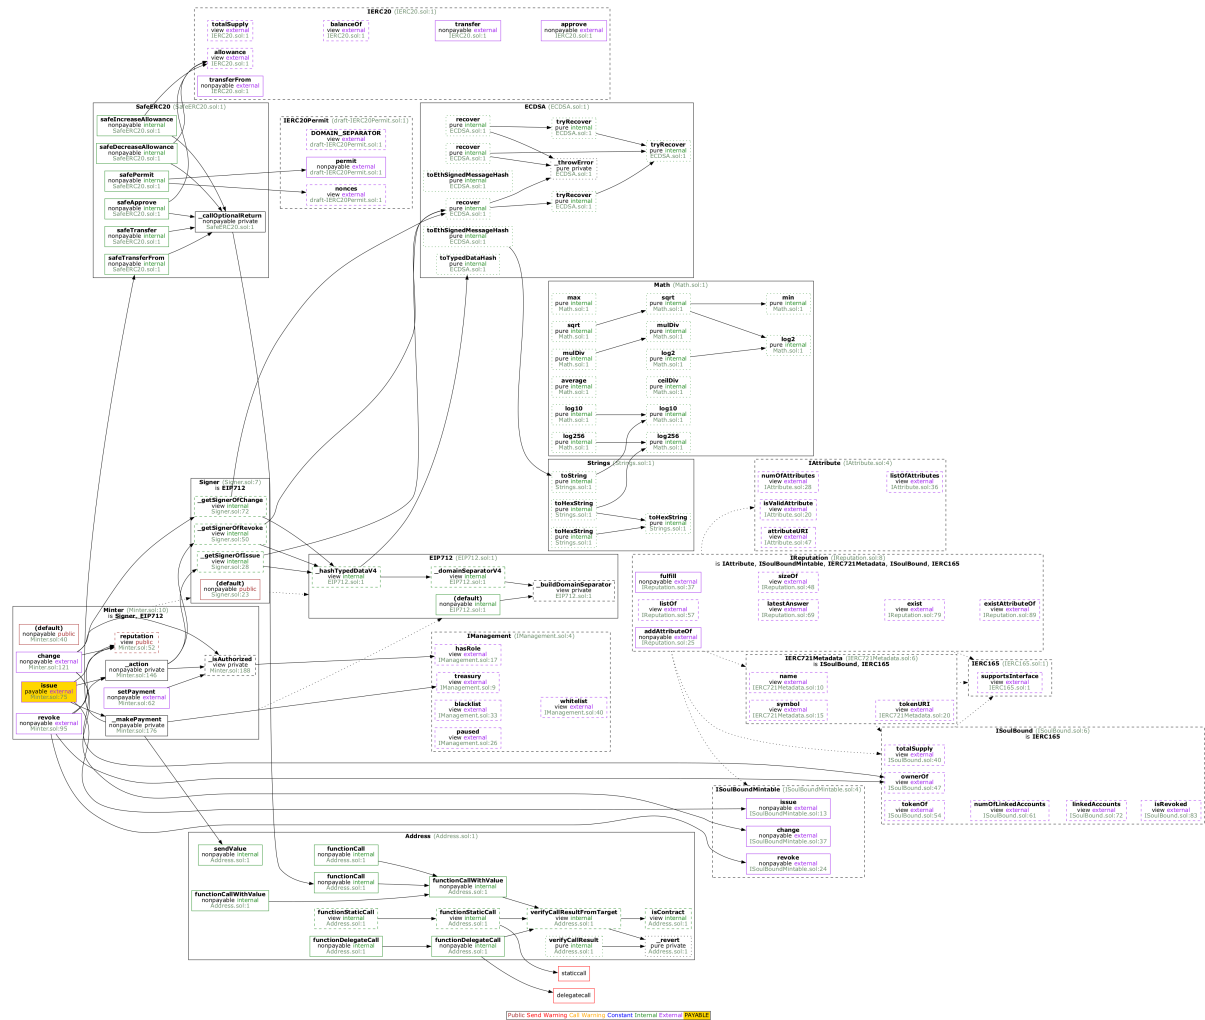 IERC20 (IERC20.sol:1)
totalSupply
view external
IERC20.sol:1
balanceOf
view external
IERC20.sol:1
transfer
nonpayable external
IERC20.sol:1
approve
nonpayable external
IERC20.sol:1
allowance
view external
IERC20.sol:1
transferFrom
nonpayable external
IERC20.sol:1
SafeERC20 (SafeERC20.sol:1)
safeIncreaseAllowance
nonpayable internal
SafeERC20.sol:1
safeDecreaseAllowance
nonpayable internal
SafeERC20.sol:1
safePermit
nonpayable internal
SafeERC20.sol:1
safeApprove
nonpayable internal
SafeERC20.sol:1
safeTransfer
nonpayable internal
SafeERC20.sol:1
safeTransferFrom
nonpayable internal
SafeERC20.sol:1
_callOptionalReturn
nonpayable private
SafeERC20.sol:1
IERC20Permit (draft-IERC20Permit.sol:1)
DOMAIN_SEPARATOR
view external
draft-IERC20Permit.sol:1
permit
nonpayable external
draft-IERC20Permit.sol:1
nonces
view external
draft-IERC20Permit.sol:1
ECDSA (ECDSA.sol:1)
recover
pure internal
ECDSA.sol:1
recover
pure internal
ECDSA.sol:1
toEthSignedMessageHash
pure internal
ECDSA.sol:1
recover
pure internal
ECDSA.sol:1
toEthSignedMessageHash
pure internal
ECDSA.sol:1
toTypedDataHash
pure internal
ECDSA.sol:1
tryRecover
pure internal
ECDSA.sol:1
_throwError
pure private
ECDSA.sol:1
tryRecover
pure internal
ECDSA.sol:1
tryRecover
pure internal
ECDSA.sol:1
Math (Math.sol:1)
max
pure internal
Math.sol:1
sqrt
pure internal
Math.sol:1
mulDiv
pure internal
Math.sol:1
average
pure internal
Math.sol:1
log10
pure internal
Math.sol:1
log256
pure internal
Math.sol:1
sqrt
pure internal
Math.sol:1
mulDiv
pure internal
Math.sol:1
log2
pure internal
Math.sol:1
ceilDiv
pure internal
Math.sol:1
log10
pure internal
Math.sol:1
log256
pure internal
Math.sol:1
min
pure internal
Math.sol:1
log2
pure internal
Math.sol:1
Strings (Strings.sol:1)
toString
pure internal
Strings.sol:1
toHexString
pure internal
Strings.sol:1
toHexString
pure internal
Strings.sol:1
toHexString
pure internal
Strings.sol:1
IAttribute (IAttribute.sol:4)
numOfAttributes
view external
IAttribute.sol:28
listOfAttributes
view external
IAttribute.sol:36
isValidAttribute
view external
IAttribute.sol:20
attributeURI
view external
IAttribute.sol:47
Signer (Signer.sol:7)
is EIP712
_getSignerOfChange
view internal
Signer.sol:72
_getSignerOfRevoke
view internal
Signer.sol:50
_getSignerOfIssue
view internal
Signer.sol:28
(default)
nonpayable public
Signer.sol:23
EIP712 (EIP712.sol:1)
_hashTypedDataV4
view internal
EIP712.sol:1
_domainSeparatorV4
view internal
EIP712.sol:1
(default)
nonpayable internal
EIP712.sol:1
_buildDomainSeparator
view private
EIP712.sol:1
IReputation (IReputation.sol:8)
is IAttribute, ISoulBoundMintable, IERC721Metadata, ISoulBound, IERC165
fulfill
nonpayable external
IReputation.sol:37
sizeOf
view external
IReputation.sol:48
listOf
view external
IReputation.sol:57
latestAnswer
view external
IReputation.sol:69
exist
view external
IReputation.sol:79
existAttributeOf
view external
IReputation.sol:89
addAttributeOf
nonpayable external
IReputation.sol:25
Minter (Minter.sol:10)
is Signer, EIP712
(default)
nonpayable public
Minter.sol:40
change
nonpayable external
Minter.sol:121
issue
payable external
Minter.sol:75
revoke
nonpayable external
Minter.sol:95
reputation
view public
Minter.sol:52
_action
nonpayable private
Minter.sol:146
setPayment
nonpayable external
Minter.sol:62
_makePayment
nonpayable private
Minter.sol:176
_isAuthorized
view private
Minter.sol:188
IManagement (IManagement.sol:4)
hasRole
view external
IManagement.sol:17
treasury
view external
IManagement.sol:9
blacklist
view external
IManagement.sol:33
whitelist
view external
IManagement.sol:40
paused
view external
IManagement.sol:26
IERC721Metadata (IERC721Metadata.sol:6)
is ISoulBound, IERC165
name
view external
IERC721Metadata.sol:10
symbol
view external
IERC721Metadata.sol:15
tokenURI
view external
IERC721Metadata.sol:20
IERC165 (IERC165.sol:1)
supportsInterface
view external
IERC165.sol:1
ISoulBound (ISoulBound.sol:6)
is IERC165
totalSupply
view external
ISoulBound.sol:40
ownerOf
view external
ISoulBound.sol:47
tokenOf
view external
ISoulBound.sol:54
numOfLinkedAccounts
view external
ISoulBound.sol:61
linkedAccounts
view external
ISoulBound.sol:72
isRevoked
view external
ISoulBound.sol:83
ISoulBoundMintable (ISoulBoundMintable.sol:4)
issue
nonpayable external
ISoulBoundMintable.sol:13
change
nonpayable external
ISoulBoundMintable.sol:37
revoke
nonpayable external
ISoulBoundMintable.sol:24
Address (Address.sol:1)
sendValue
nonpayable internal
Address.sol:1
functionCallWithValue
nonpayable internal
Address.sol:1
functionCall
nonpayable internal
Address.sol:1
functionCall
nonpayable internal
Address.sol:1
functionStaticCall
view internal
Address.sol:1
functionDelegateCall
nonpayable internal
Address.sol:1
functionCallWithValue
nonpayable internal
Address.sol:1
functionStaticCall
view internal
Address.sol:1
functionDelegateCall
nonpayable internal
Address.sol:1
verifyCallResultFromTarget
view internal
Address.sol:1
verifyCallResult
pure internal
Address.sol:1
isContract
view internal
Address.sol:1
_revert
pure private
Address.sol:1
staticcall
delegatecall
Public Send Warning Call Warning Constant Internal External PAYABLE